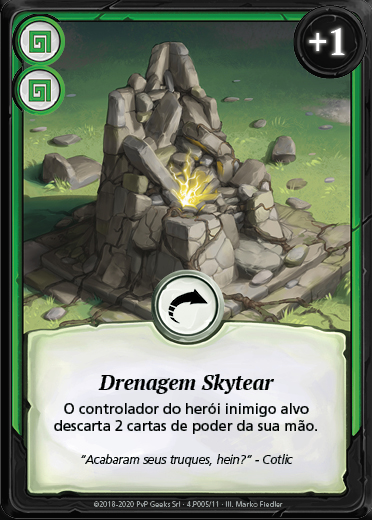 +1
Drenagem Skytear
O controlador do herói inimigo alvo
descarta 2 cartas de poder da sua mão.
"Acabaram seus truques, hein?" - Cotlic
©2018-2020 PvP Geeks Srl · 4.P005/11 · Ill. Marko Fiedler